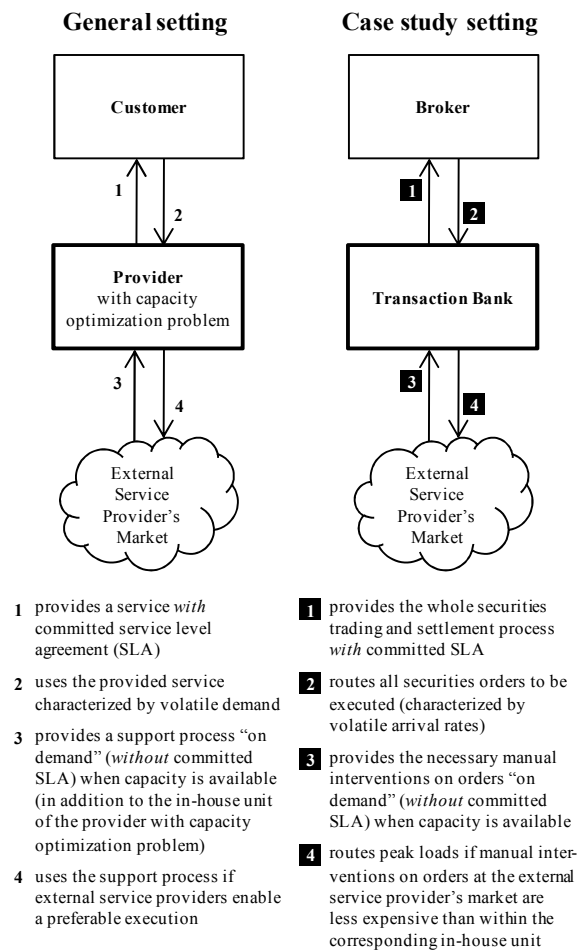 General setting
Customer
1
2
Provider
with capacity
optimization problem
3
4
External
Service
Provider's
Market
1 provides a service with
committed service level
agreement (SLA)
2 uses the provided service
characterized by volatile demand
3 provides a support process “on
demand” (without committed
SLA) when capacity is available
(in addition to the in-house unit
of the provider with capacity
optimization problem)
4 uses the support process if
external service providers enable
a preferable execution
Case study setting
Broker
1
2
Transaction Bank
3
4
External
Service
Provider's
Market
1 provides the whole securities
trading and settlement process
with committed SLA
2 routes all securities orders to be
executed (characterized by
volatile arrival rates)
3 provides the necessary manual
interventions on orders “on
demand” (without committed
SLA) when capacity is available
4 routes peak loads if manual inter-
ventions on orders at the external
service provider's market are
less expensive than within the
corresponding in-house unit